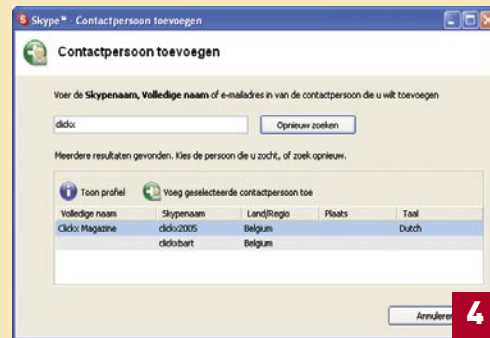 Skype™ - Contactpersoon toevoegen
Contactpersoon toevoegen
Voer de Skypenaam, Volledige naam of e-mailadres in van de contactpersoon die u wilt toevoegen
clickx
Opnieuw zoeken
Meerdere resultaten gevonden. Kies de persoon die u zocht, of zoek opnieuw.
Toon profiel Voeg geselecteerde contactpersoon toe
Volledige naam Skypenaam Land/Regio Plaats Taal
Clickx Magazine clickx2005 Belgium Dutch
clickxbart Belgium
Annuleren
4